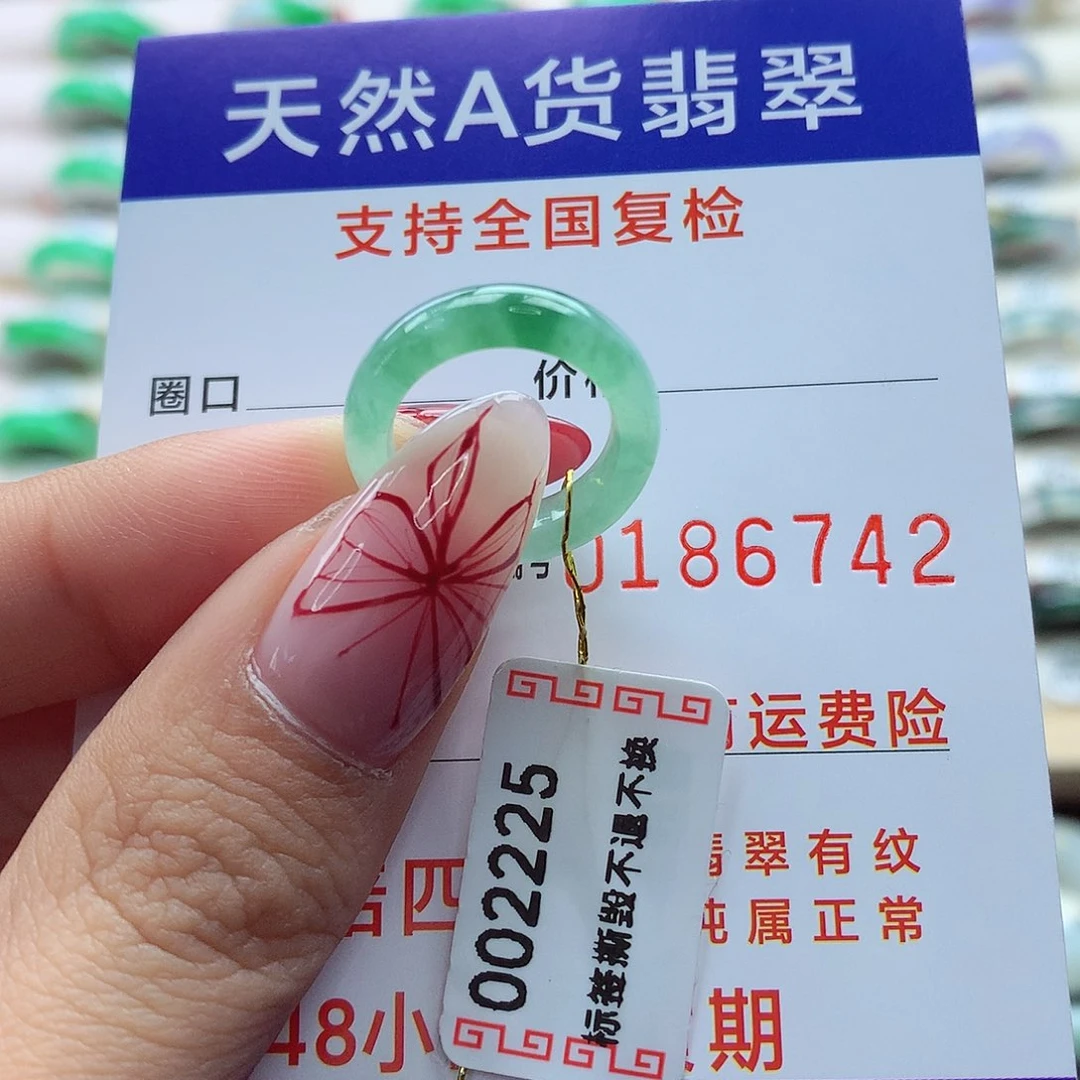 天然A货翡翠
支持全国复检
圈口
价
0186742
运费险
翠有纹
纯属正常
四
48小
期
002225
标签撕毁不退不换